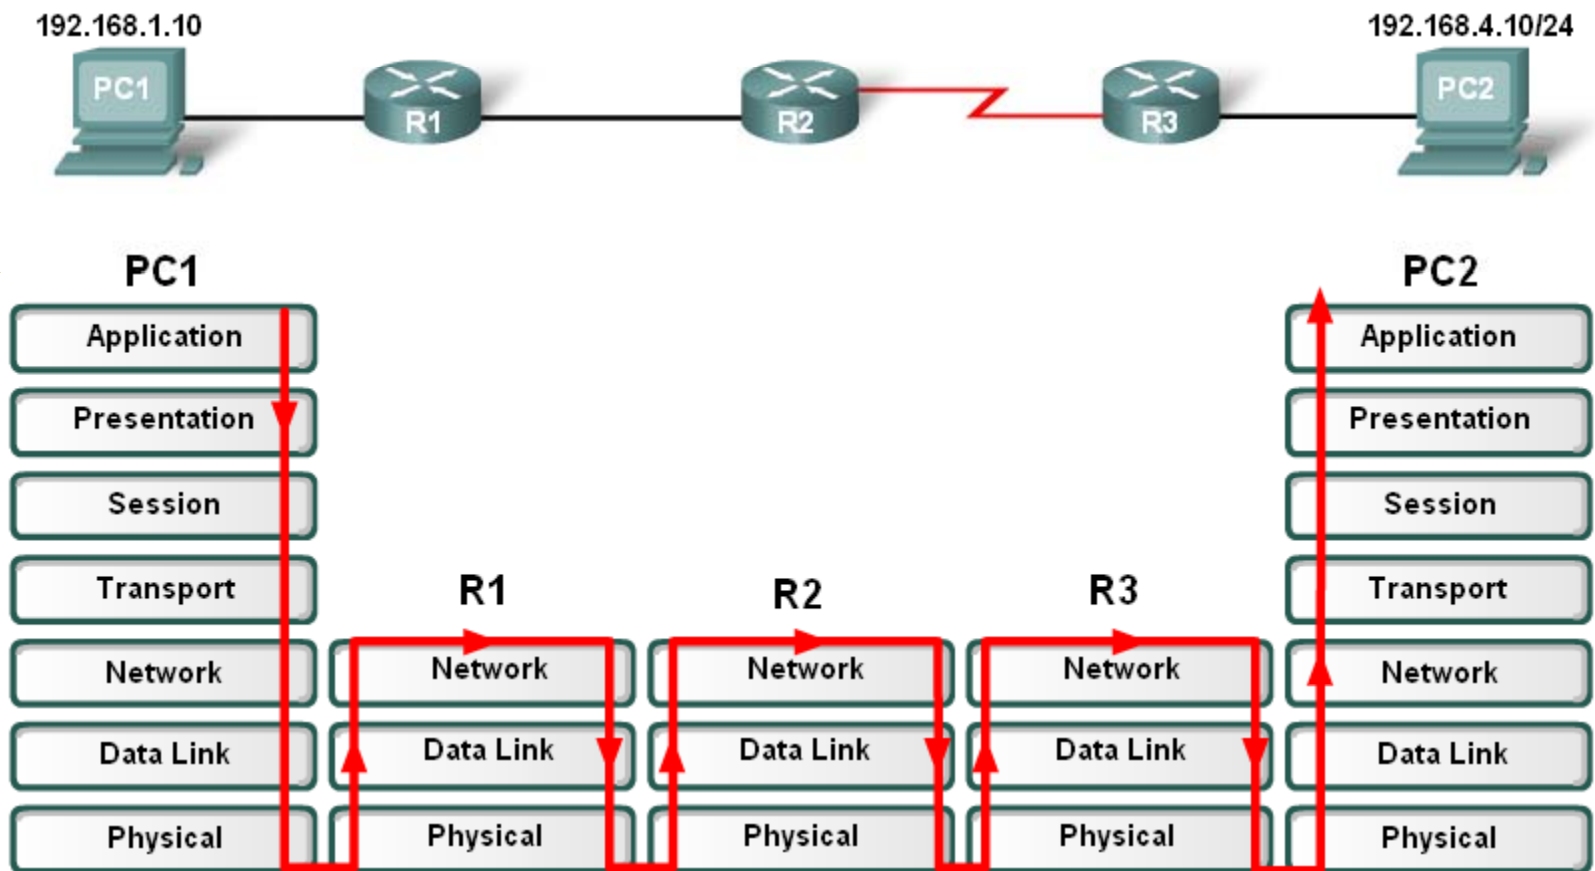 192.168.1.10
192.168.4.10/24
PC1
R1
R2
R3
PC2
PC1
Application
Presentation
Session
Transport
Network
Data Link
Physical
R1
Network
Data Link
Physical
R2
Network
Data Link
Physical
R3
Network
Data Link
Physical
PC2
Application
Presentation
Session
Transport
Network
Data Link
Physical